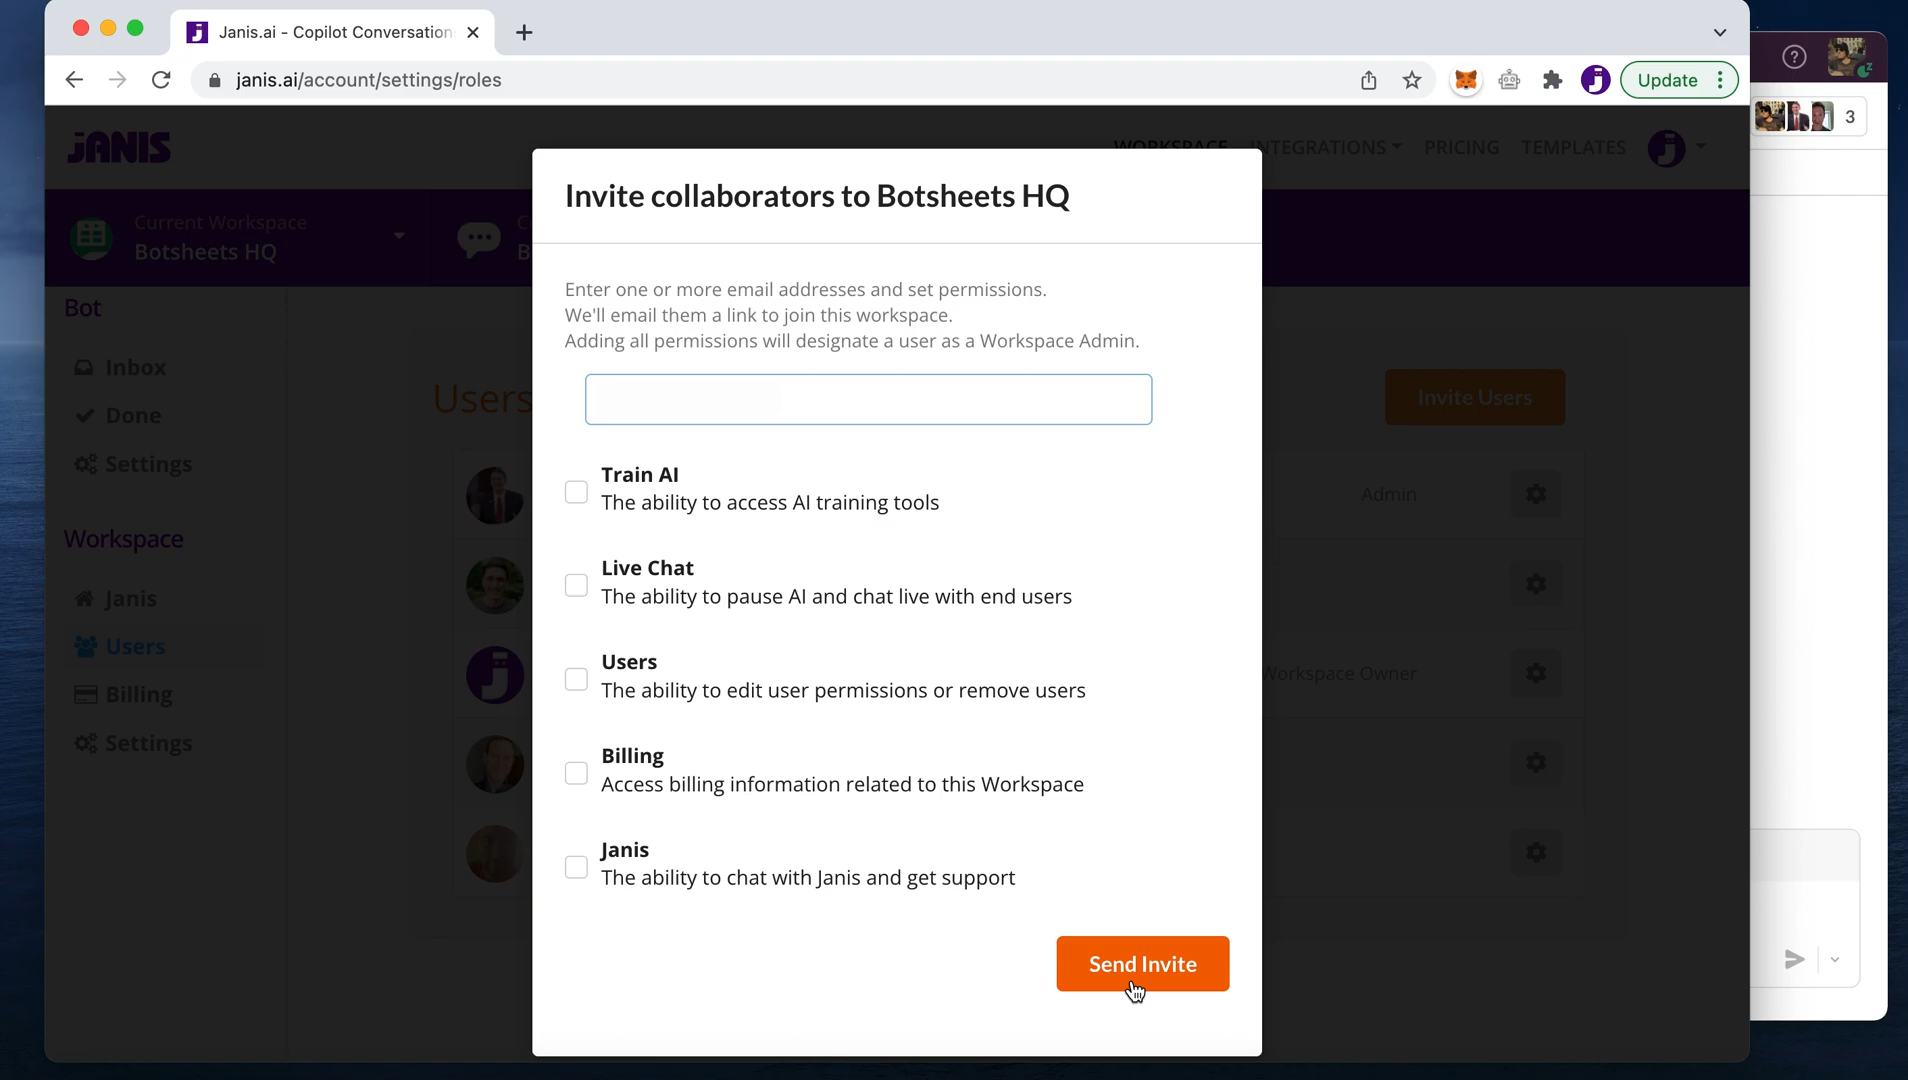 Janis.ai - Copilot Conversation
janis.ai/account/settings/roles
Update
3
JANIS
WORKSPACE
INTEGRATIONS
PRICING
TEMPLATES
Current Workspace
Botsheets HQ
Bot
Inbox
Done
Settings
Workspace
Janis
Users
Billing
Settings
Users
Invite Users
Admin
Workspace Owner
Invite collaborators to Botsheets HQ
Enter one or more email addresses and set permissions.
We'll email them a link to join this workspace.
Adding all permissions will designate a user as a Workspace Admin.
Train AI
The ability to access AI training tools
Live Chat
The ability to pause AI and chat live with end users
Users
The ability to edit user permissions or remove users
Billing
Access billing information related to this Workspace
Janis
The ability to chat with Janis and get support
Send Invite